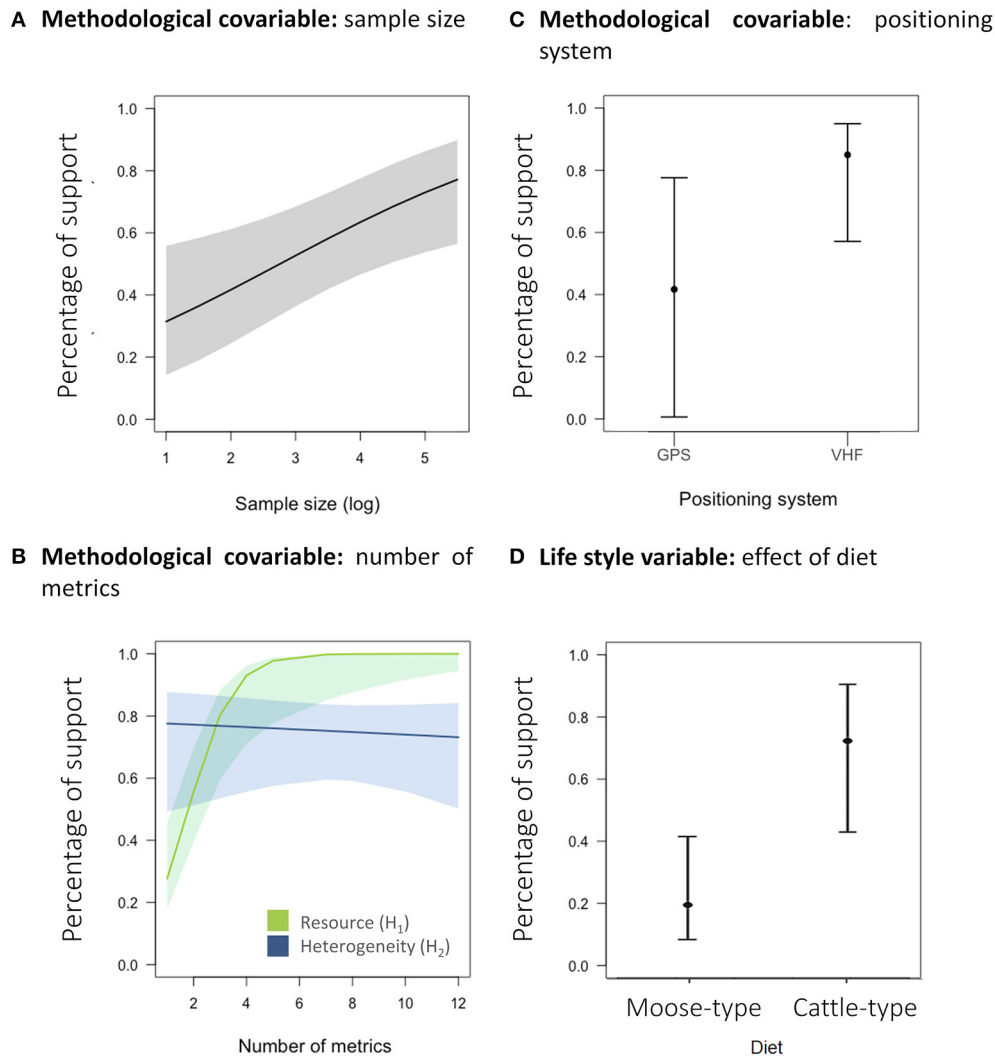 A Methodological covariable: sample size
Percentage of support
1.0
0.8
0.6
0.4
0.2
0.0
1 2 3 4 5
Sample size (log)
C Methodological covariable: positioning
system
Percentage of support
1.0
0.8
0.6
0.4
0.2
0.0
GPS VHF
Positioning system
B Methodological covariable: number of
metrics
Percentage of support
1.0
0.8
0.6
0.4
0.2
0.0
Resource (H₁)
Heterogeneity (H₂)
2 4 6 8 10 12
Number of metrics
D Life style variable: effect of diet
Percentage of support
1.0
0.8
0.6
0.4
0.2
0.0
Moose-type Cattle-type
Diet